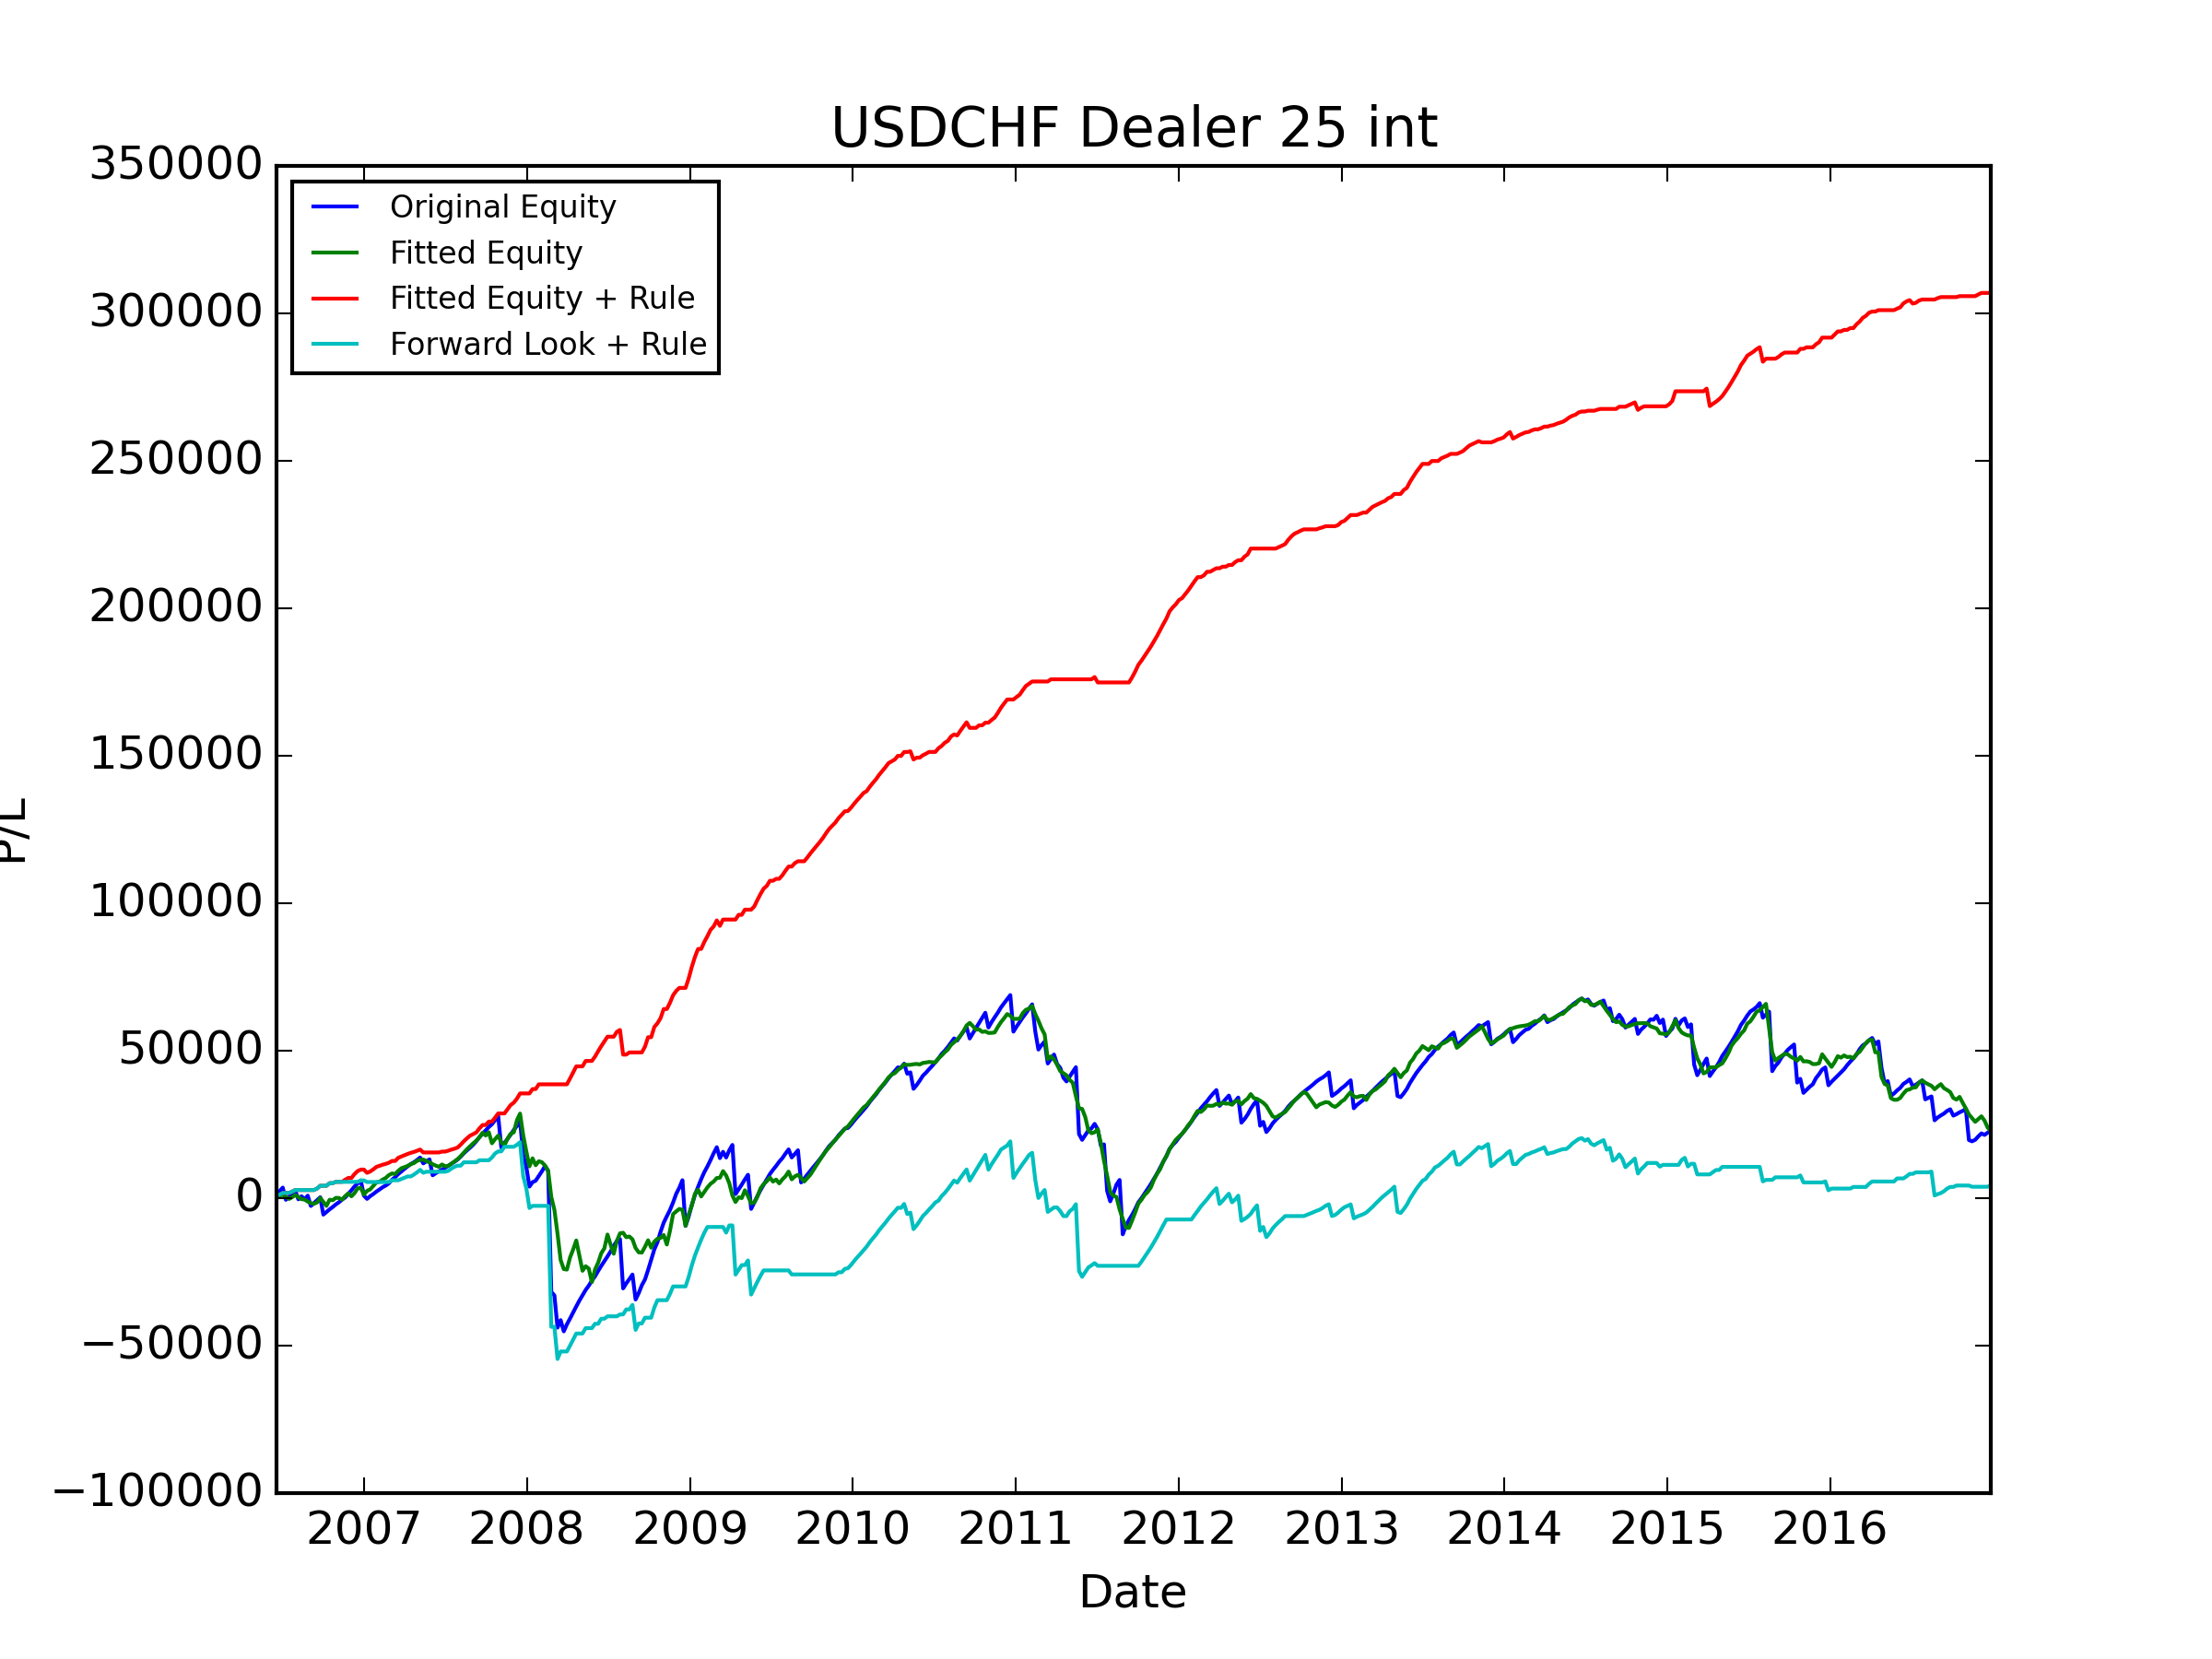 USDCHF Dealer 25 int
350000
300000
250000
200000
150000
100000
50000
0
−50000
−100000
P/L
Original Equity
Fitted Equity
Fitted Equity + Rule
Forward Look + Rule
2007 2008 2009 2010 2011 2012 2013 2014 2015 2016
Date